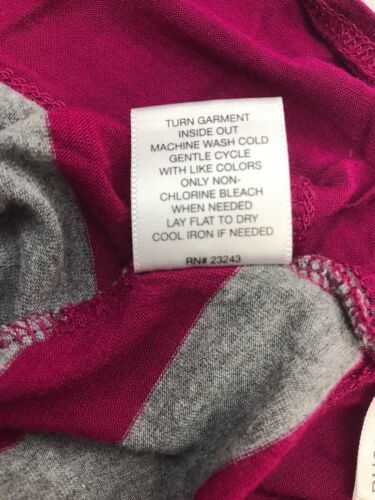 TURN GARMENT
INSIDE OUT
MACHINE WASH COLD
GENTLE CYCLE
WITH LIKE COLORS
ONLY NON-
CHLORINE BLEACH
WHEN NEEDED
LAY FLAT TO DRY
COOL IRON IF NEEDED
RN# 23243